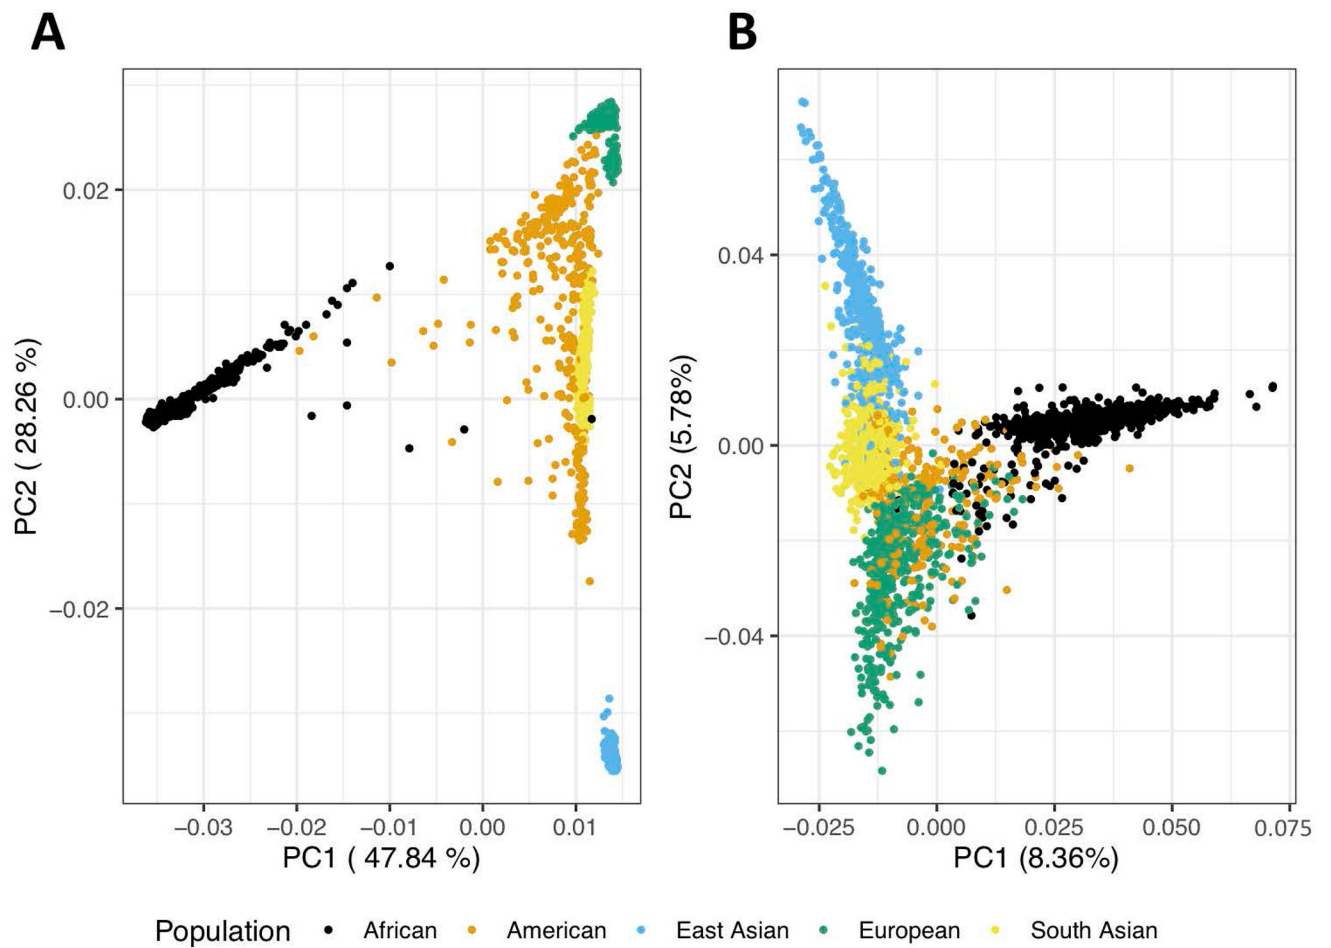 A
B
0.02
0.00
−0.02
PC2 ( 28.26 %)
−0.03
−0.02
−0.01
0.00
0.01
PC1 ( 47.84 %)
0.04
0.00
−0.04
PC2 (5.78%)
−0.025
0.000
0.025
0.050
0.075
PC1 (8.36%)
Population African American East Asian European South Asian